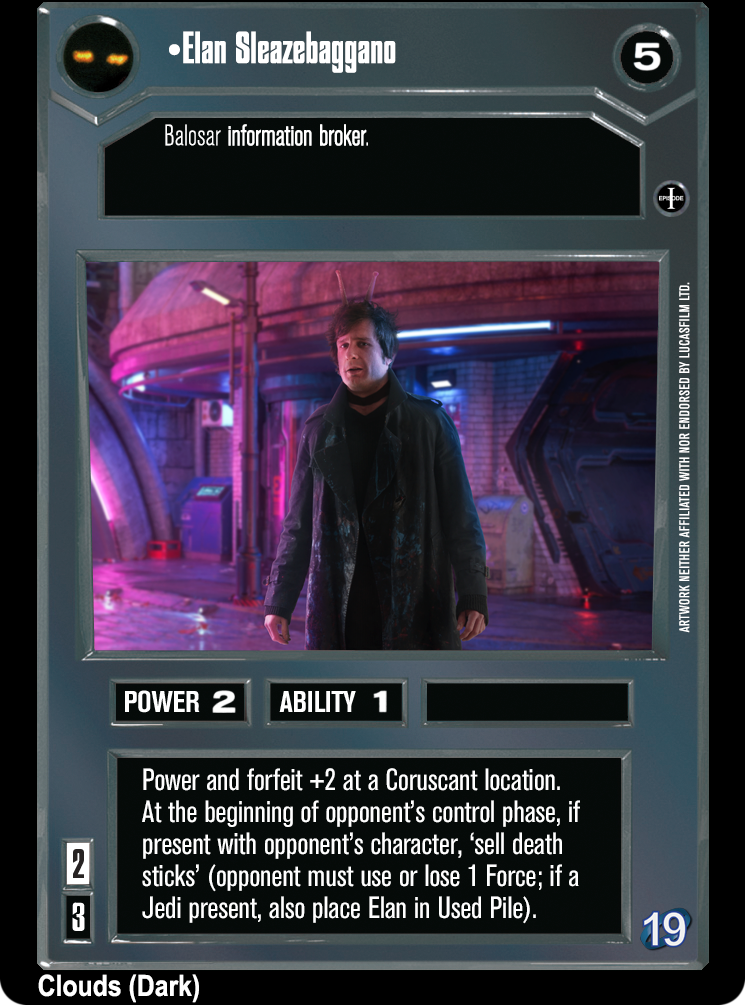 •Elan Sleazebaggano
5
Balosar information broker.
EPISODE I
ARTWORK NEITHER AFFILIATED WITH NOR ENDORSED BY LUCASFILM LTD.
POWER 2
ABILITY 1
Power and forfeit +2 at a Coruscant location.
At the beginning of opponent's control phase, if
present with opponent's character, 'sell death
sticks' (opponent must use or lose 1 Force; if a
Jedi present, also place Elan in Used Pile).
2
3
19
Clouds (Dark)